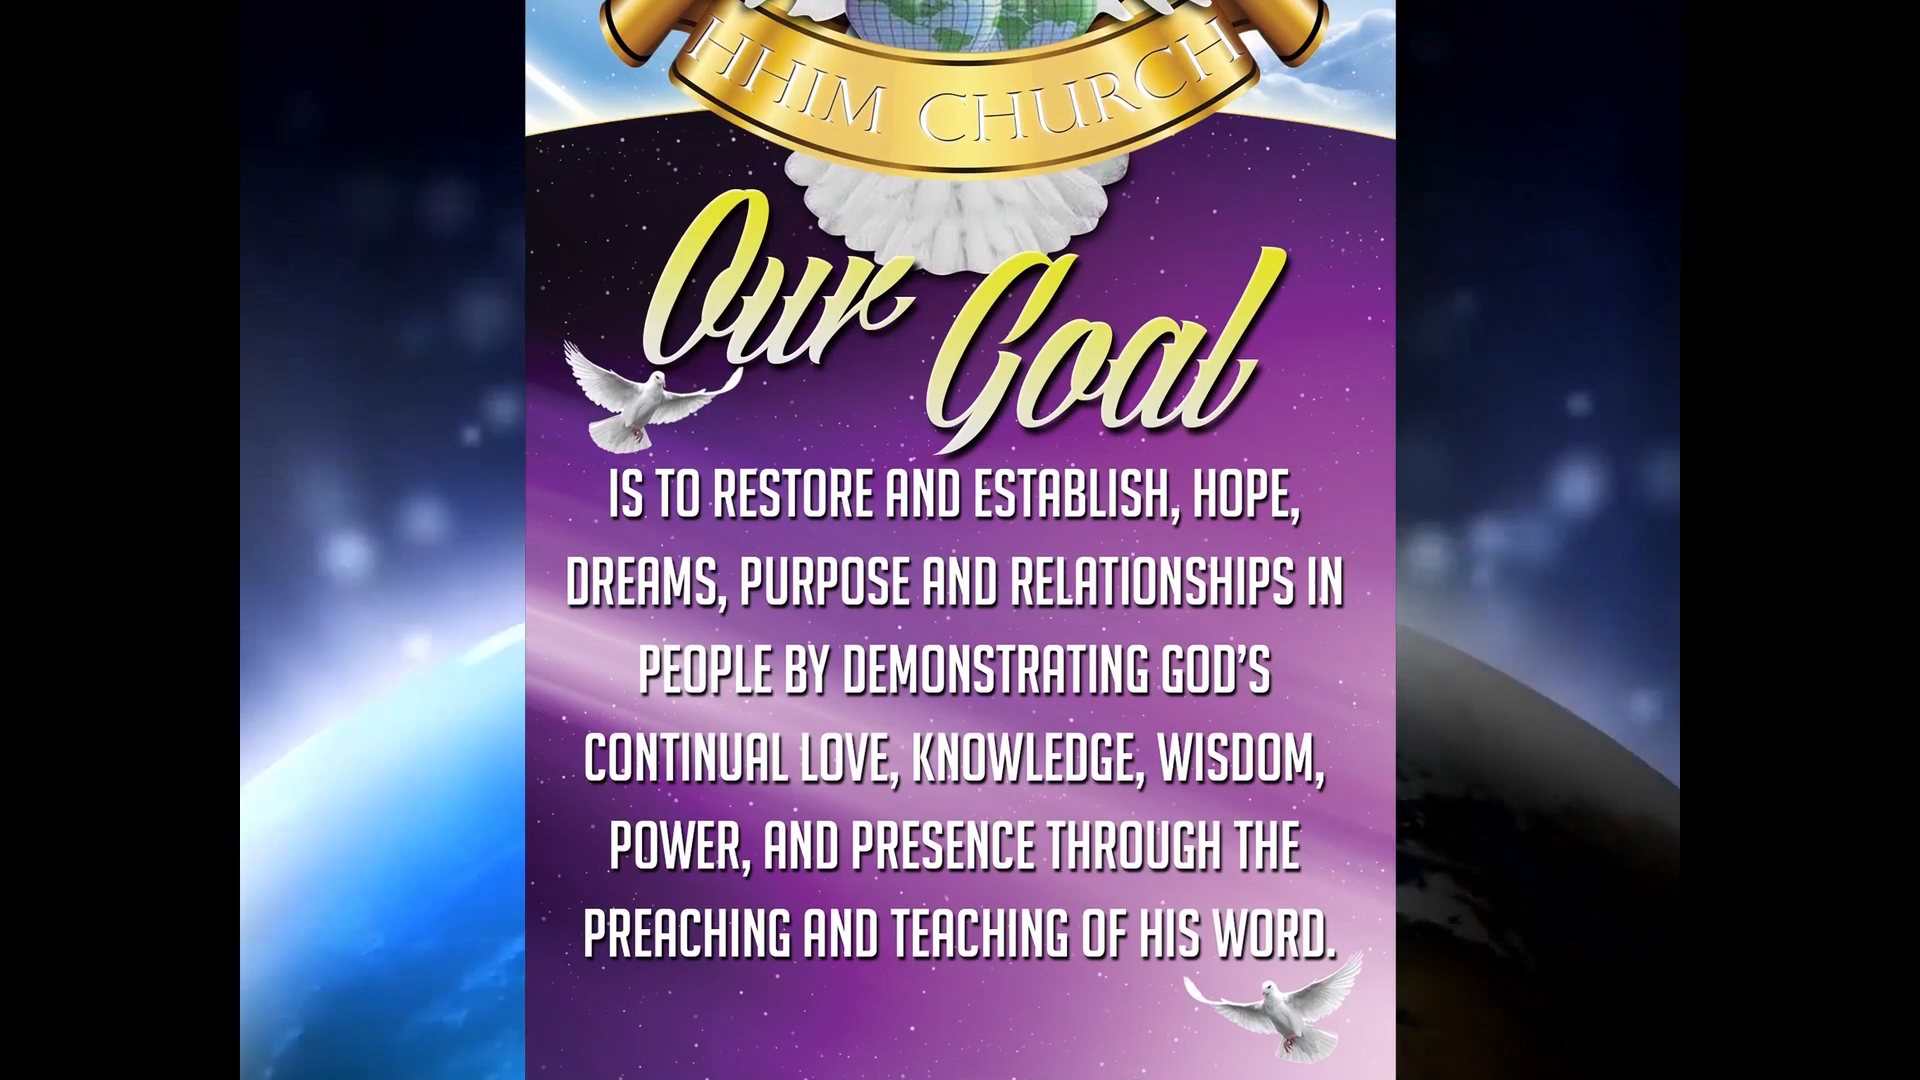 HHIM CHURCH
Our Goal
IS TO RESTORE AND ESTABLISH, HOPE,
DREAMS, PURPOSE AND RELATIONSHIPS IN
PEOPLE BY DEMONSTRATING GOD'S
CONTINUAL LOVE, KNOWLEDGE, WISDOM,
POWER, AND PRESENCE THROUGH THE
PREACHING AND TEACHING OF HIS WORD.